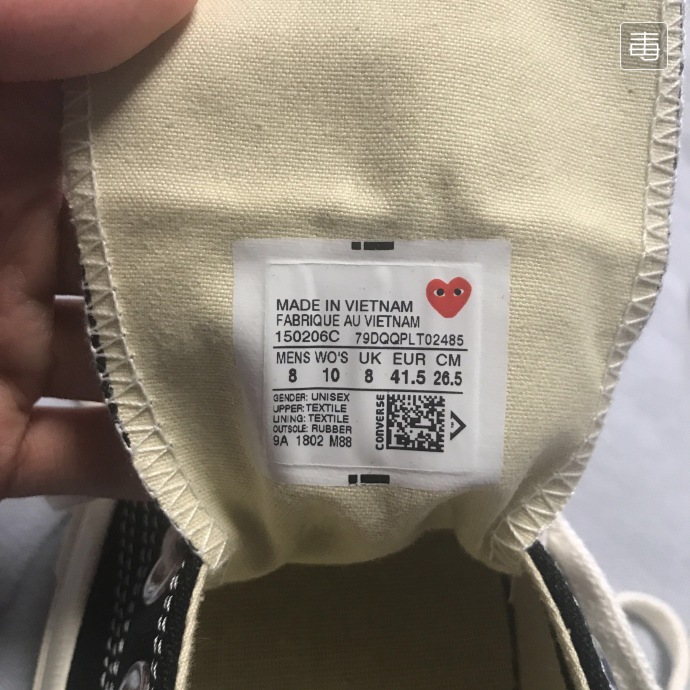 毒
MADE IN VIETNAM
FABRIQUE AU VIETNAM
150206C 79DQQPLT02485
MENS WO'S UK EUR CM
8 10 8 41.5 26.5
GENDER: UNISEX
UPPER: TEXTILE
LINING: TEXTILE
OUTSOLE: RUBBER
9A 1802 M88
CONVERSE